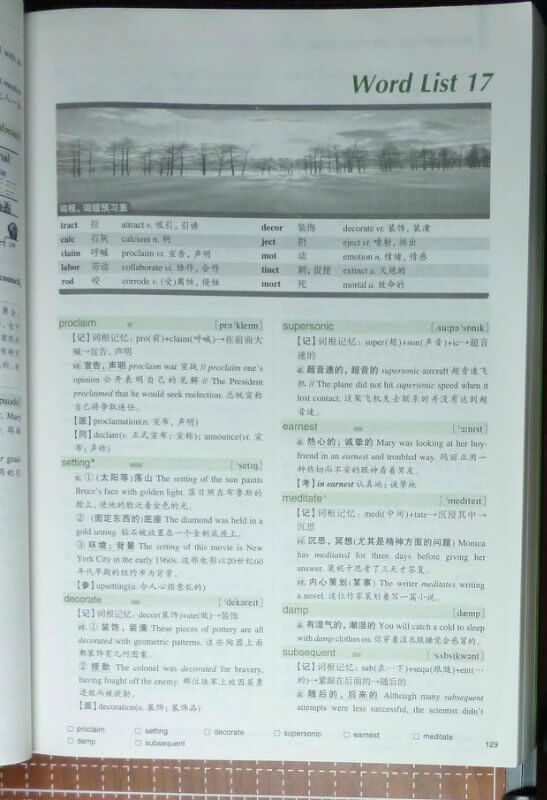 Word List 17
词根、词缀预习表
tract 拉 attract v. 吸引，引诱 decor 装饰 decorate vt. 装饰，装潢
calc 石灰 calcium n. 钙 ject 扔 eject vt. 喷射，排出
claim 呼喊 proclaim vt. 宣告，声明 mot 动 emotion n. 情绪，情感
labor 劳动 collaborate vi. 协作，合作 tinct 刺；促使 extinct a. 灭绝的
rod 咬 corrode v. (受)腐蚀，侵蚀 mort 死 mortal a. 致命的
proclaim [prəˈkleɪm]
【记】词根记忆：pro(前)+claim(呼喊)→在前面大
喊→宣告，声明
vt. 宣告，声明 proclaim war 宣战 // proclaim one's
opinion 公开表明自己的见解 // The President
proclaimed that he would seek reelection. 总统宣称
自己将争取连任。
【派】proclamation(n. 宣布，声明)
【同】declare(v. 正式宣布；宣称); announce(vt. 宣
布；声称)
setting* [ˈsetɪŋ]
n. ① (太阳等)落山 The setting of the sun paints
Bruce's face with golden light. 落日照在布鲁斯的
脸上，使他的脸泛着金色的光。
② (固定东西的)底座 The diamond was held in a
gold setting. 钻石被放置在一个金制底座上。
③ 环境；背景 The setting of this movie is New
York City in the early 1960s. 这部电影以20世纪60
年代早期的纽约市为背景。
【参】upsetting(a. 令人心烦意乱的)
decorate [ˈdekəreɪt]
【记】词根记忆：decor(装饰)+ate(做)→装饰
vt. ① 装饰，装潢 These pieces of pottery are all
decorated with geometric patterns. 这些陶器上面
都装饰有几何图案。
② 授勋 The colonel was decorated for bravery,
having fought off the enemy. 那位陆军上校因英勇
退敌而被授勋。
【派】decoration(n. 装饰；装饰品)
supersonic [ˌsuːpəˈsɒnɪk]
【记】词根记忆：super(超)+son(声音)+ic→超音
速的
a. 超音速的，超音的 supersonic aircraft 超音速飞
机 // The plane did not hit supersonic speed when it
lost contact. 这架飞机失去联系时并没有达到超
音速。
earnest [ˈɜːnɪst]
a. 热心的；诚挚的 Mary was looking at her boy-
friend in an earnest and troubled way. 玛丽正用一
种热切而不安的眼神看着男友。
【考】in earnest 认真地；诚挚地
meditate* [ˈmedɪteɪt]
【记】词根记忆：medi(中间)+tate→沉浸其中→
沉思
vi. 沉思，冥想(尤其是精神方面的问题) Monica
has meditated for three days before giving her
answer. 莫妮卡思考了三天才答复。
vt. 内心策划(某事) The writer meditates writing
a novel. 这位作家策划着写一篇小说。
damp [dæmp]
a. 有湿气的，潮湿的 You will catch a cold to sleep
with damp clothes on. 你穿着湿衣服睡觉会感冒的。
subsequent [ˈsʌbsɪkwənt]
【记】词根记忆：sub(在…下)+sequ(跟随)+ent(…
的)→紧跟在后面的→随后的
a. 随后的，后来的 Although many subsequent
attempts were less successful, the scientist didn't
□ proclaim □ setting □ decorate □ supersonic □ earnest □ meditate
□ damp □ subsequent
129